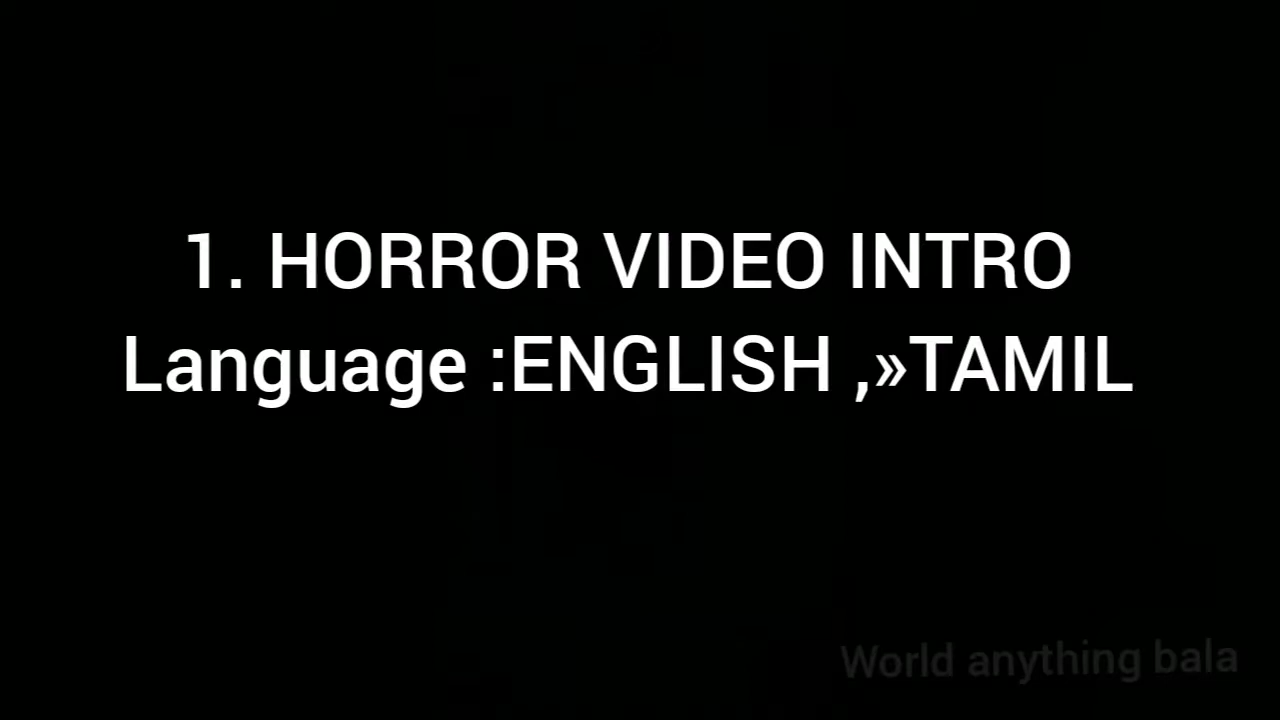 1. HORROR VIDEO INTRO
Language :ENGLISH ,»TAMIL
World anything bala